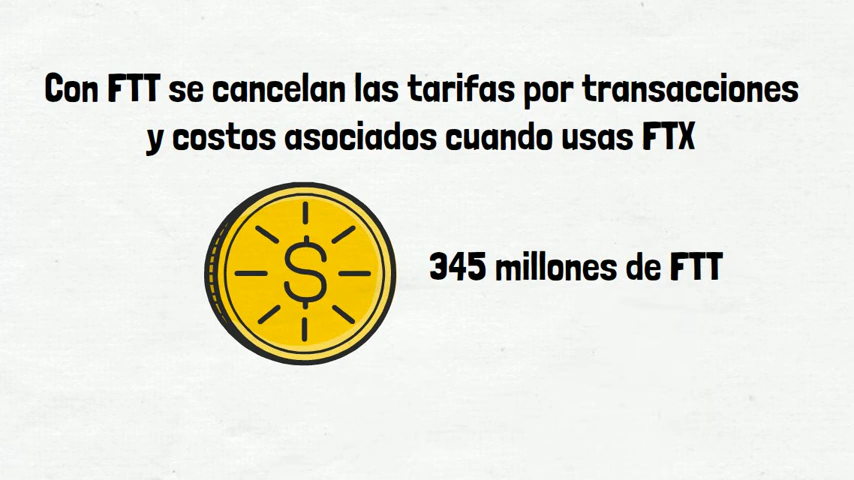 Con FTT se cancelan las tarifas por transacciones
y costos asociados cuando usas FTX
$
345 millones de FTT